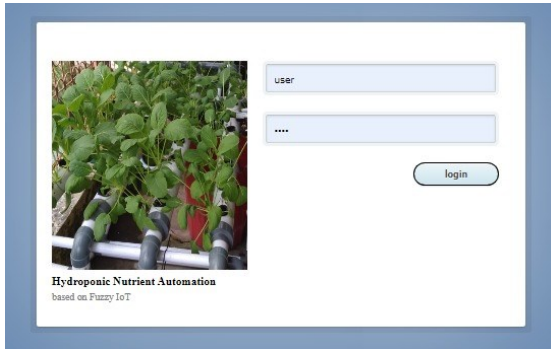 user
••••
login
Hydroponic Nutrient Automation
based on Fuzzy IoT